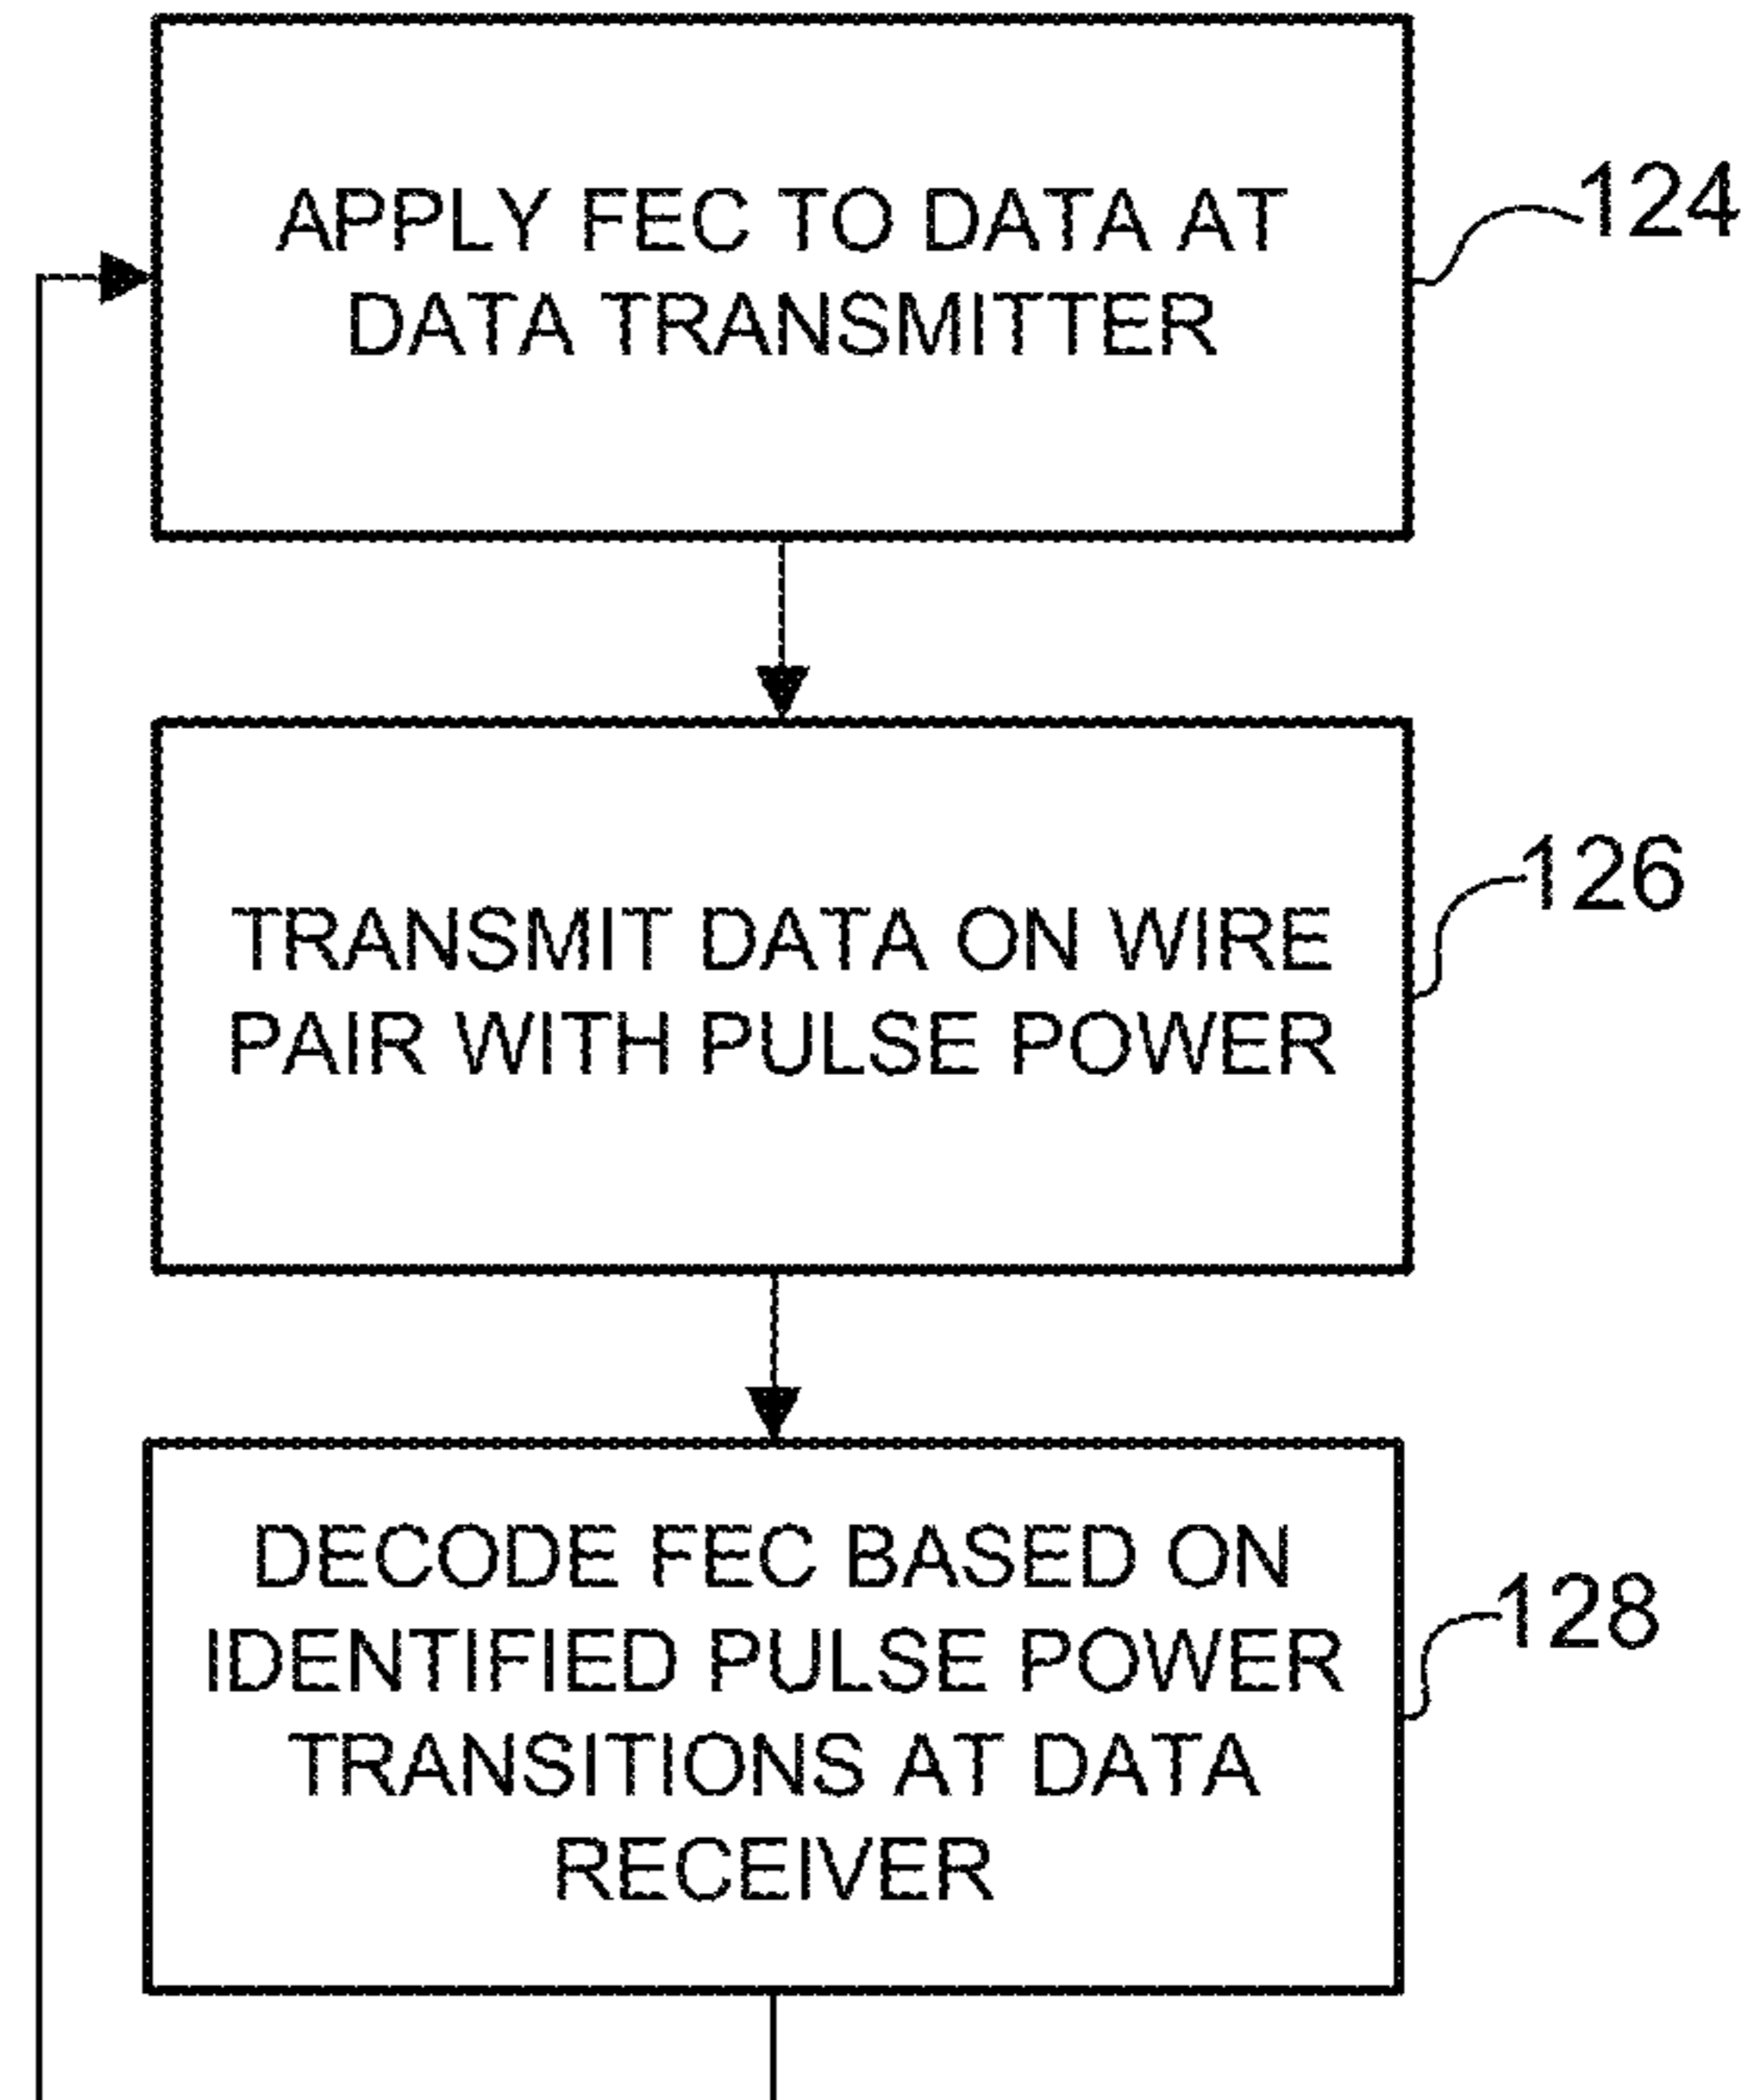 APPLY FEC TO DATA AT
DATA TRANSMITTER
124
TRANSMIT DATA ON WIRE
PAIR WITH PULSE POWER
126
DECODE FEC BASED ON
IDENTIFIED PULSE POWER
TRANSITIONS AT DATA
RECEIVER
128